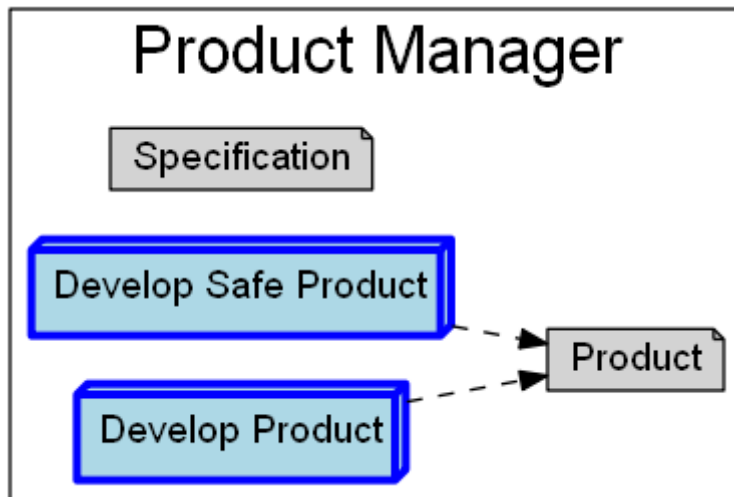 Product Manager
Specification
Develop Safe Product
Product
Develop Product